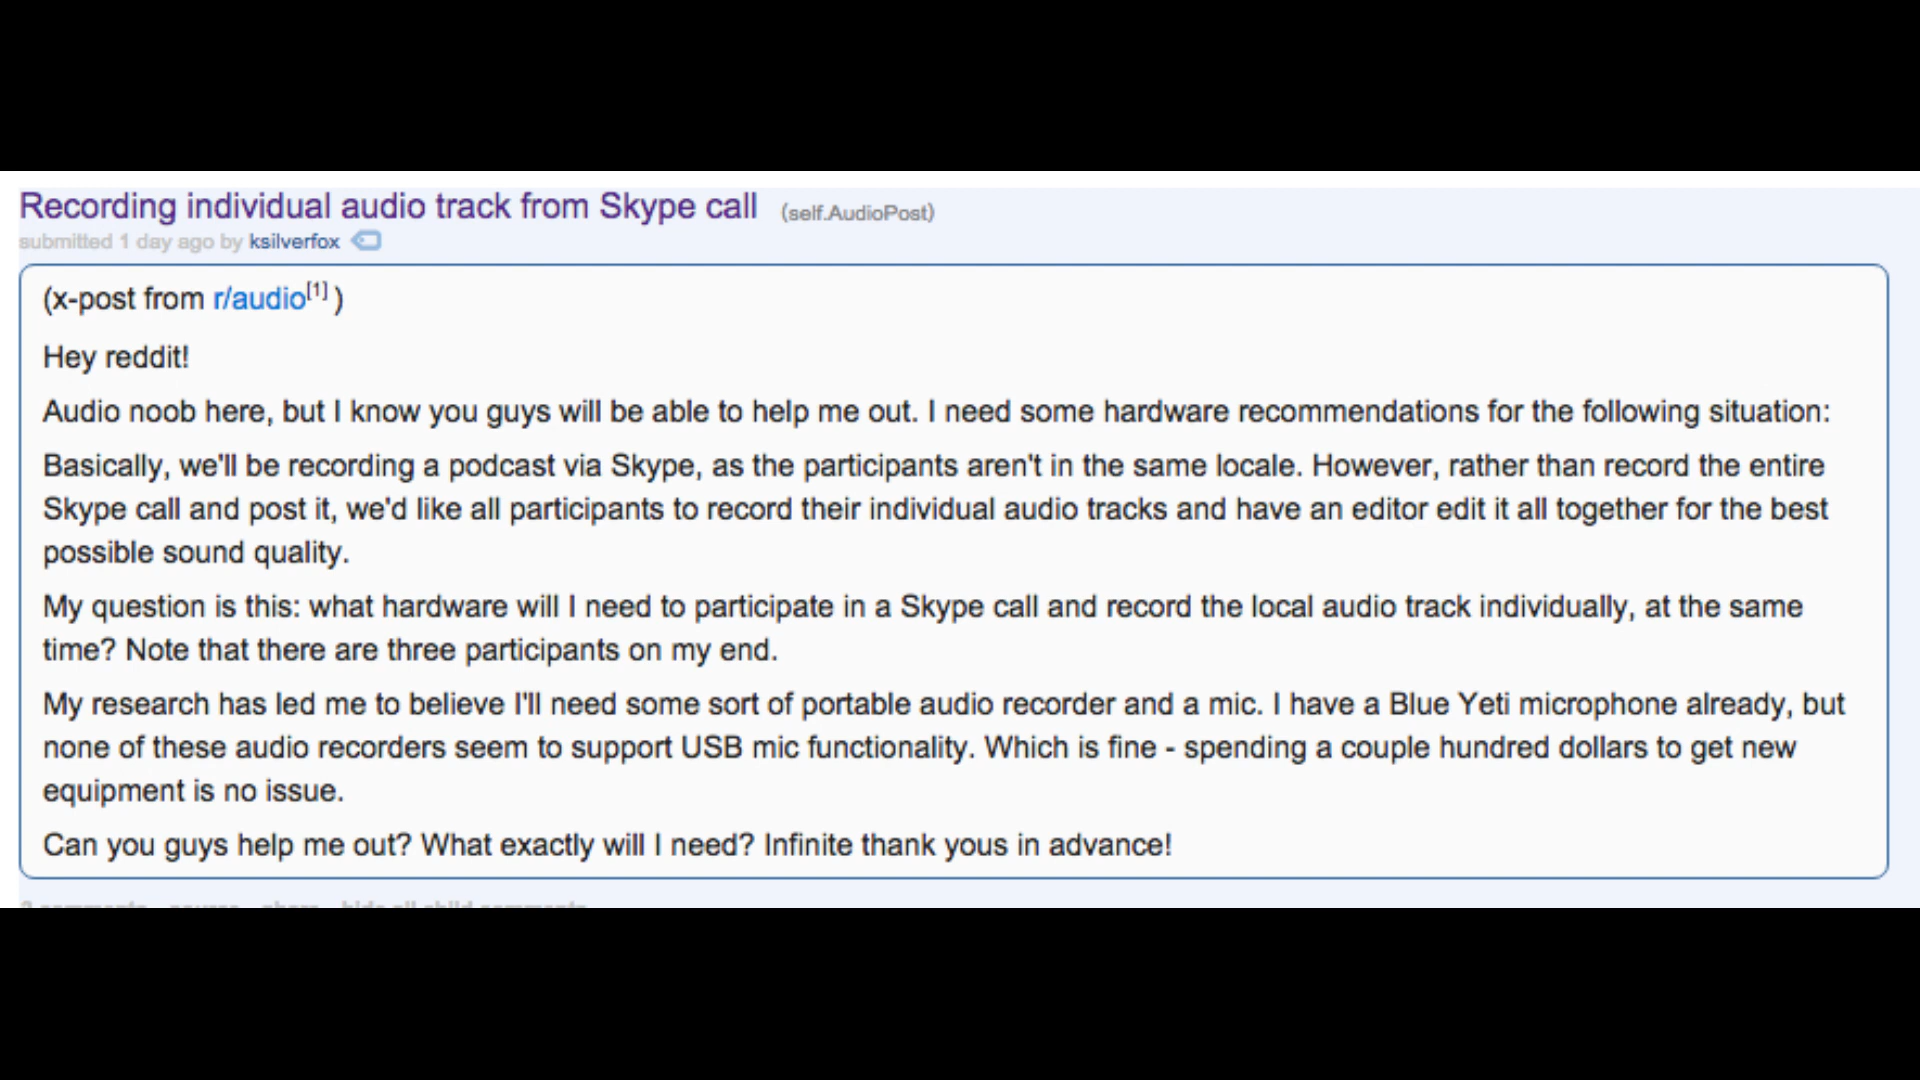 Recording individual audio track from Skype call (self.AudioPost)
submitted 1 day ago by ksilverfox
(x-post from r/audio[1] )
Hey reddit!
Audio noob here, but I know you guys will be able to help me out. I need some hardware recommendations for the following situation:
Basically, we'll be recording a podcast via Skype, as the participants aren't in the same locale. However, rather than record the entire
Skype call and post it, we'd like all participants to record their individual audio tracks and have an editor edit it all together for the best
possible sound quality.
My question is this: what hardware will I need to participate in a Skype call and record the local audio track individually, at the same
time? Note that there are three participants on my end.
My research has led me to believe I'll need some sort of portable audio recorder and a mic. I have a Blue Yeti microphone already, but
none of these audio recorders seem to support USB mic functionality. Which is fine - spending a couple hundred dollars to get new
equipment is no issue.
Can you guys help me out? What exactly will I need? Infinite thank yous in advance!